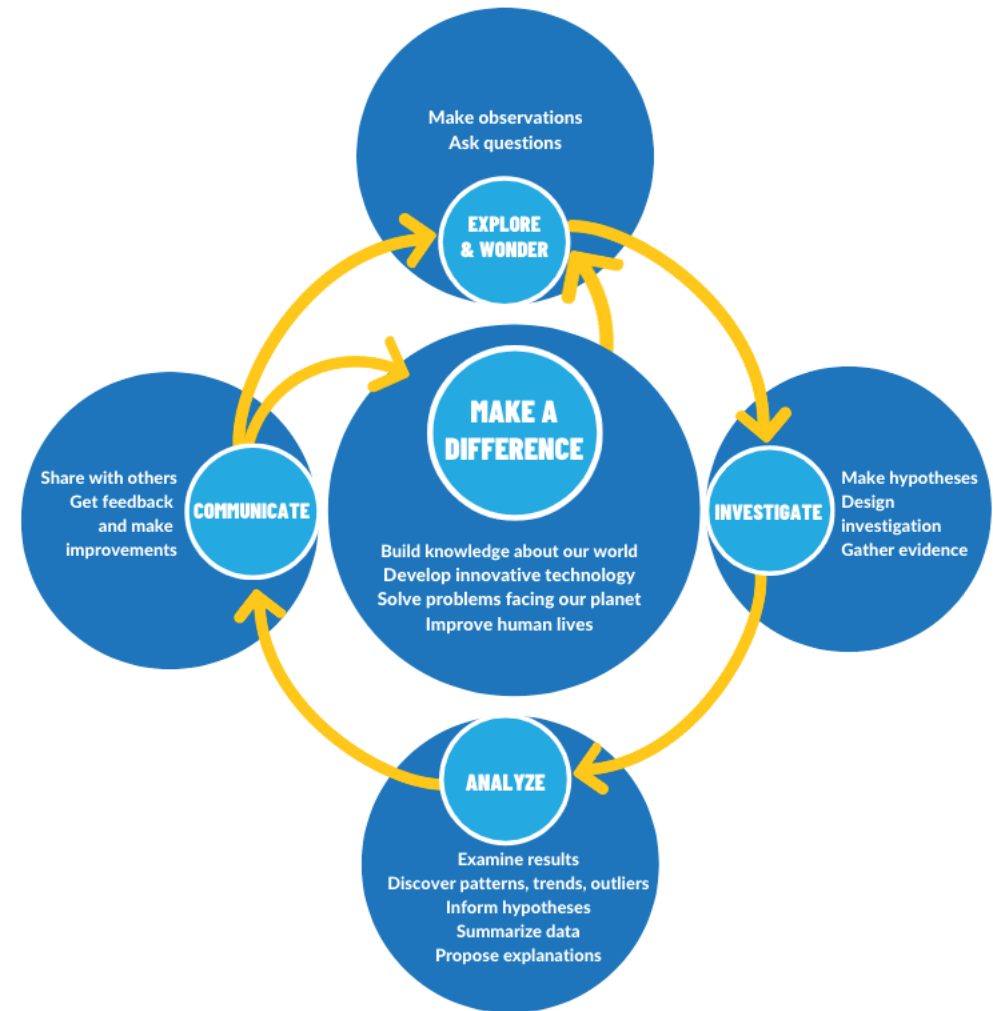 Make observations
Ask questions
EXPLORE
& WONDER
MAKE A
DIFFERENCE
Build knowledge about our world
Develop innovative technology
Solve problems facing our planet
Improve human lives
Share with others
Get feedback
and make
improvements
COMMUNICATE
INVESTIGATE
Make hypotheses
Design
investigation
Gather evidence
ANALYZE
Examine results
Discover patterns, trends, outliers
Inform hypotheses
Summarize data
Propose explanations